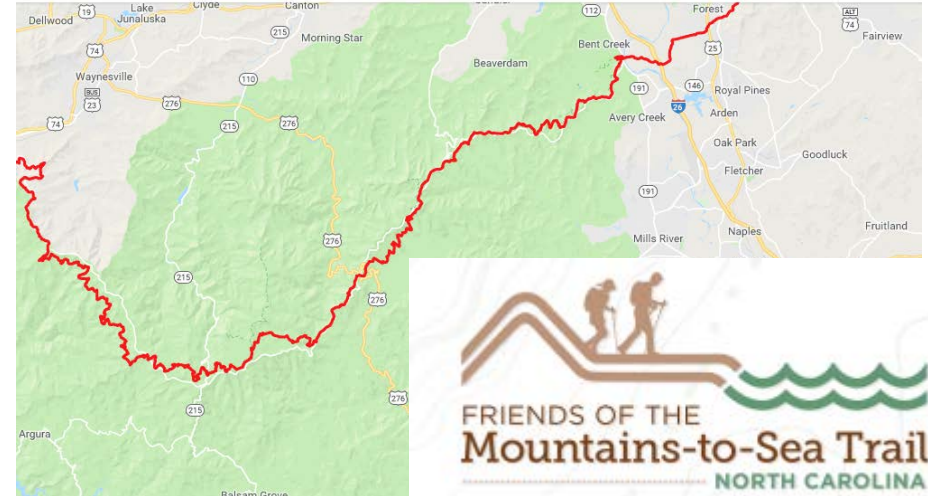 Dellwood
19
Lake
Junaluska
Clyde
Canton
215
Morning Star
74
Waynesville
BUS
23
110
276
74
215
276
112
Bent Creek
Beaverdam
Forest
ALT
74
Fairview
25
191
146
26
Royal Pines
Avery Creek
Arden
Oak Park
Goodluck
Fletcher
191
Mills River
Naples
Fruitland
276
215
276
276
215
Argura
Balsam Grove
FRIENDS OF THE
Mountains-to-Sea Trail
NORTH CAROLINA